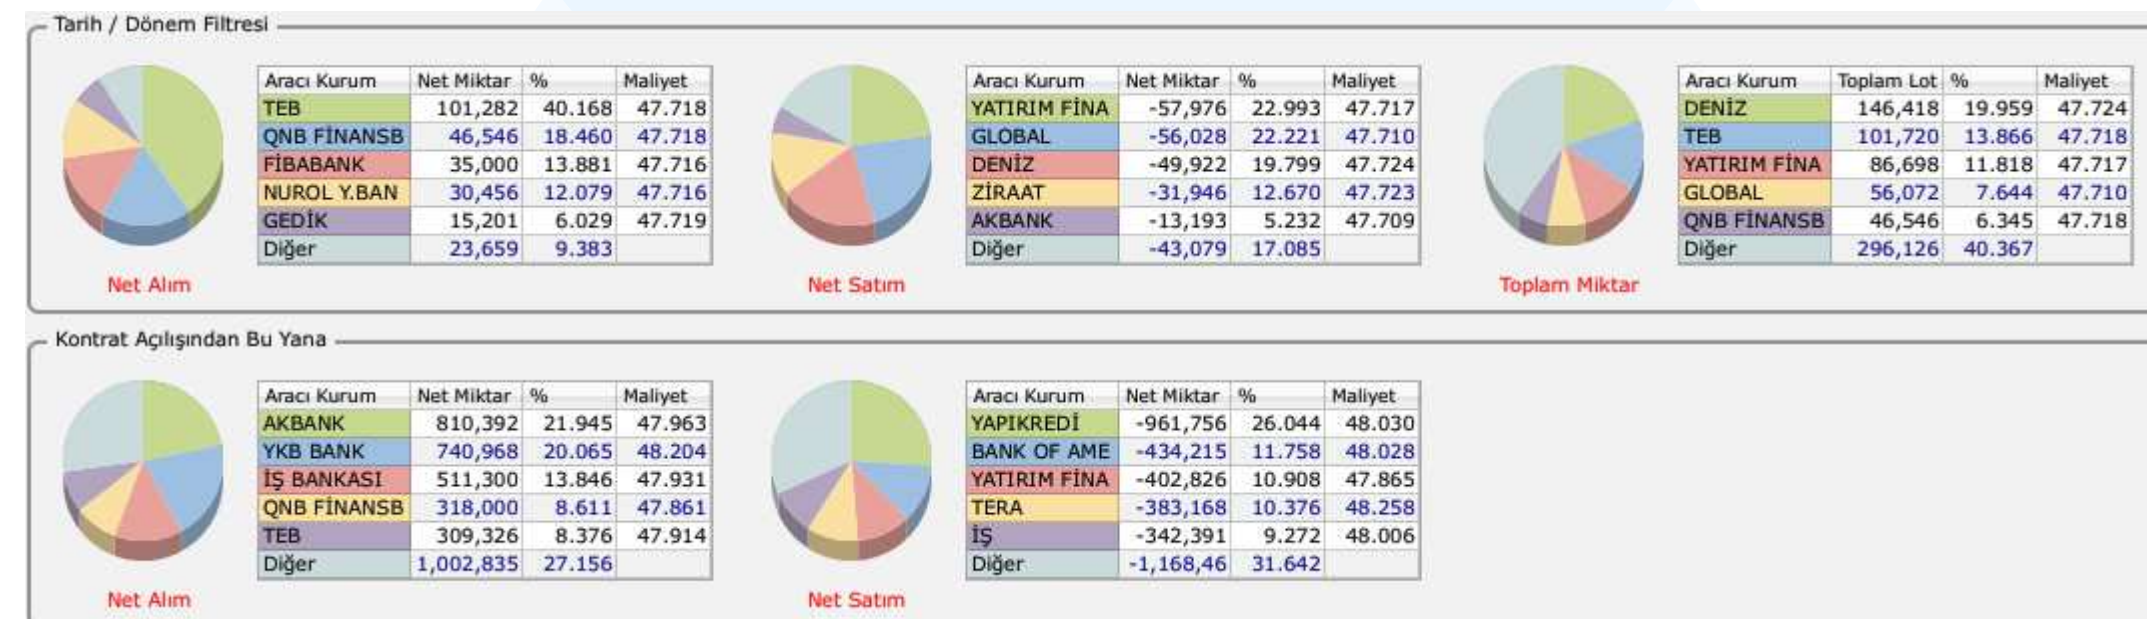 Tarih / Dönem Filtresi
Aracı Kurum Net Miktar % Maliyet
TEB 101,282 40.168 47.718
QNB FİNANSB 46,546 18.460 47.718
FİBABANK 35,000 13.881 47.716
NUROL Y.BAN 30,456 12.079 47.716
GEDİK 15,201 6.029 47.719
Diğer 23,659 9.383
Net Alım
Aracı Kurum Net Miktar % Maliyet
YATIRIM FİNA -57,976 22.993 47.717
GLOBAL -56,028 22.221 47.710
DENİZ -49,922 19.799 47.724
ZİRAAT -31,946 12.670 47.723
AKBANK -13,193 5.232 47.709
Diğer -43,079 17.085
Net Satım
Aracı Kurum Toplam Lot % Maliyet
DENİZ 146,418 19.959 47.724
TEB 101,720 13.866 47.718
YATIRIM FİNA 86,698 11.818 47.717
GLOBAL 56,072 7.644 47.710
QNB FİNANSB 46,546 6.345 47.718
Diğer 296,126 40.367
Toplam Miktar
Kontrat Açılışından Bu Yana
Aracı Kurum Net Miktar % Maliyet
AKBANK 810,392 21.945 47.963
YKB BANK 740,968 20.065 48.204
İŞ BANKASI 511,300 13.846 47.931
QNB FİNANSB 318,000 8.611 47.861
TEB 309,326 8.376 47.914
Diğer 1,002,835 27.156
Net Alım
Aracı Kurum Net Miktar % Maliyet
YAPIKREDİ -961,756 26.044 48.030
BANK OF AME -434,215 11.758 48.028
YATIRIM FİNA -402,826 10.908 47.865
TERA -383,168 10.376 48.258
İŞ -342,391 9.272 48.006
Diğer -1,168,46 31.642
Net Satım